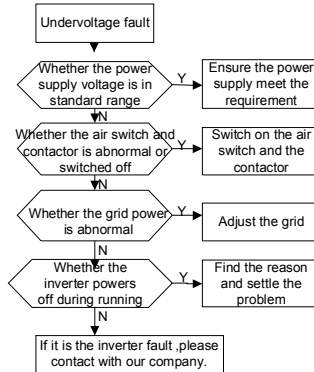 Undervoltage fault
Whether the power
supply voltage is in
standard range
Y
Ensure the power
supply meet the
requirement
N
Whether the air switch and
contactor is abnormal or
switched off
Y
Switch on the air
switch and the
contactor
N
Whether the grid power
is abnormal
Y
Adjust the grid
N
Whether the
inverter powers
off during running
Y
Find the reason
and settle the
problem
N
If it is the inverter fault ,please
contact with our company.